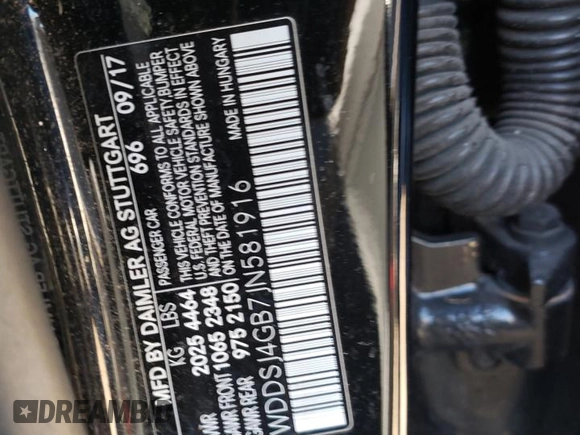 MFD BY DAIMLER AG STUTTGART
696 09/17
PASSENGER CAR
KG LBS
THIS VEHICLE CONFORMS TO ALL APPLICABLE
U.S. FEDERAL MOTOR VEHICLE SAFETY,BUMPER
AND THEFT PREVENTION STANDARDS IN EFFECT
ON THE DATE OF MANUFACTURE SHOWN ABOVE
2025 4464
GAWR FRONT 1065 2348
GAWR REAR 975 2150
MADE IN HUNGARY
WDDSJ4GB7JN581916
DREAMBID